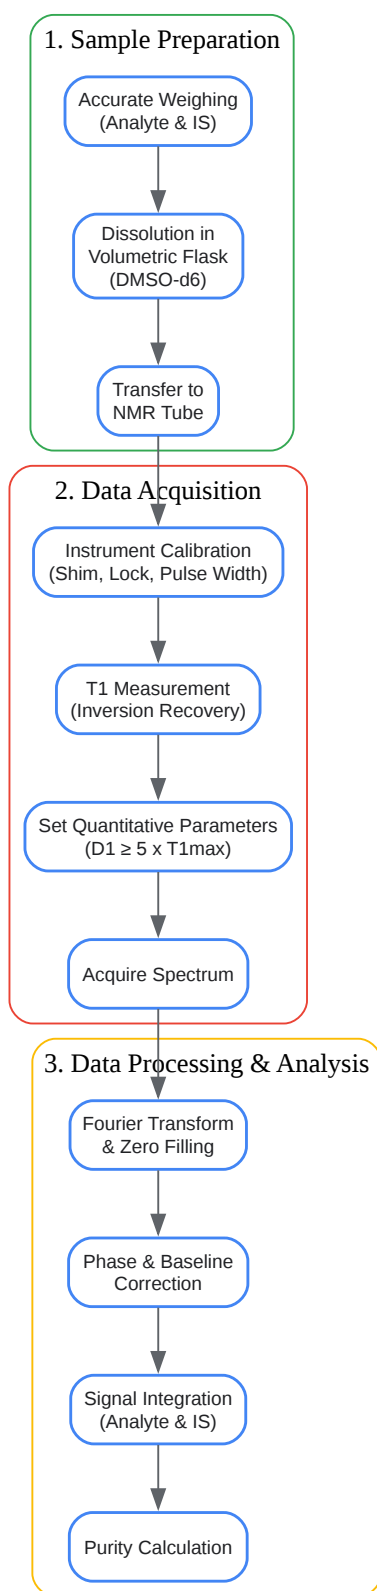 1. Sample Preparation
Accurate Weighing
(Analyte & IS)
Dissolution in
Volumetric Flask
(DMSO-d6)
Transfer to
NMR Tube
2. Data Acquisition
Instrument Calibration
(Shim, Lock, Pulse Width)
T1 Measurement
(Inversion Recovery)
Set Quantitative Parameters
(D1 ≥ 5 x T1max)
Acquire Spectrum
3. Data Processing & Analysis
Fourier Transform
& Zero Filling
Phase & Baseline
Correction
Signal Integration
(Analyte & IS)
Purity Calculation